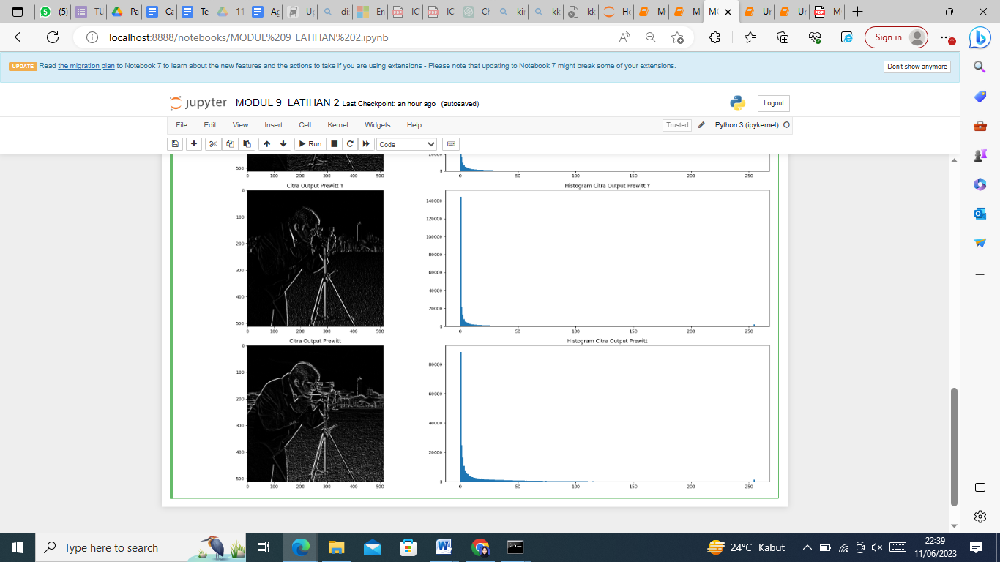 (5) TU Pa Ca Te 11 Ag Up di En IC IC Ch kir kk kk Ho M M MO Ur Ur M
localhost:8888/notebooks/MODUL%209_LATIHAN%202.ipynb
Sign in
UPDATE Read the migration plan to Notebook 7 to learn about the new features and the actions to take if you are using extensions - Please note that updating to Notebook 7 might break some of your extensions.
Don't show anymore
jupyter MODUL 9_LATIHAN 2 Last Checkpoint: an hour ago (autosaved)
Logout
File Edit View Insert Cell Kernel Widgets Help
Trusted Python 3 (ipykernel)
Run Code
500
0 100 200 300 400 500
20000
0
0 50 100 150 200 250
Citra Output Prewitt Y
0
100
200
300
400
500
0 100 200 300 400 500
Histogram Citra Output Prewitt Y
140000
120000
100000
80000
60000
40000
20000
0
0 50 100 150 200 250
Citra Output Prewitt
0
100
200
300
400
500
0 100 200 300 400 500
Histogram Citra Output Prewitt
80000
60000
40000
20000
0
0 50 100 150 200 250
Type here to search
24°C Kabut
22:39
11/06/2023